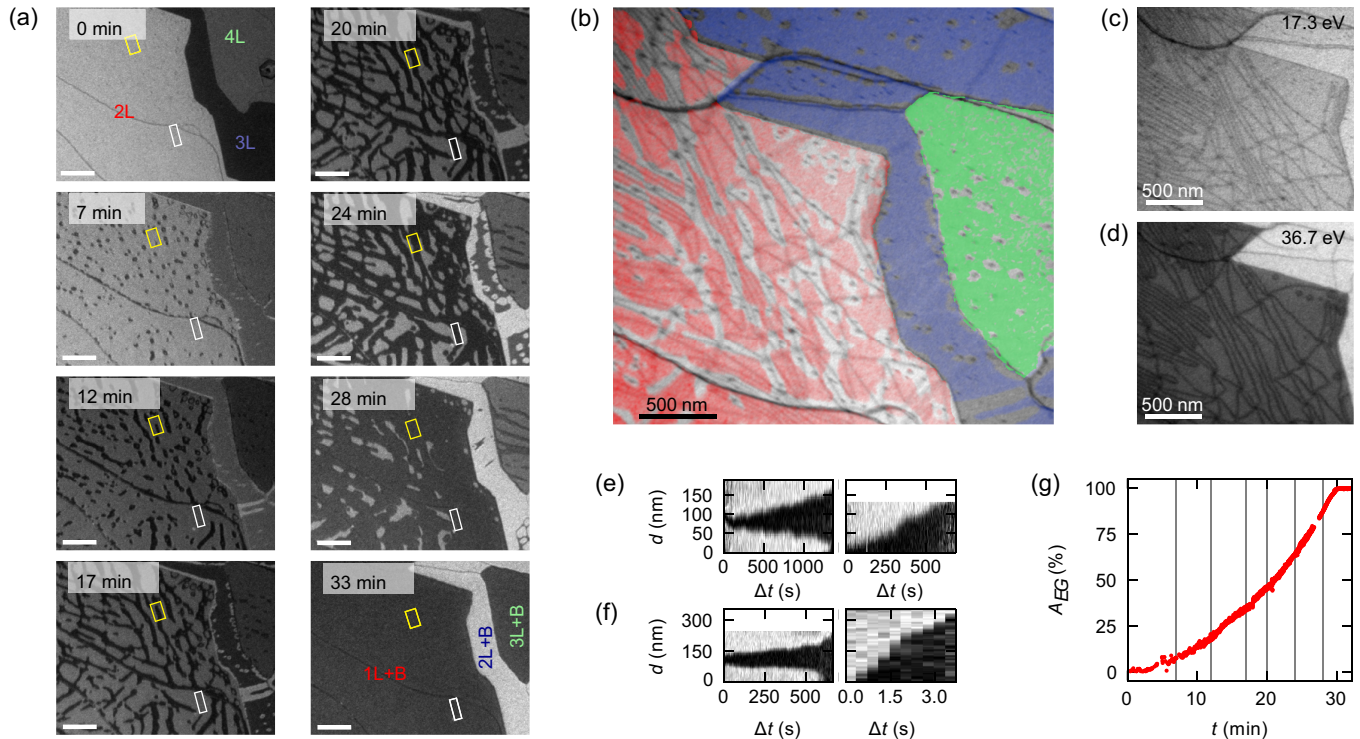 (a)
0 min
4L
2L
3L
7 min
12 min
17 min
20 min
24 min
28 min
33 min
1L+B
2L+B
3L+B
(b)
500 nm
(c)
17.3 eV
500 nm
(d)
36.7 eV
500 nm
(e)
d (nm)
150
100
50
0
0 500 1000
Δt (s)
0 250 500
Δt (s)
(f)
d (nm)
300
150
0
0 250 500
Δt (s)
0.0 1.5 3.0
Δt (s)
(g)
A_EG (%)
100
75
50
25
0
0 10 20 30
t (min)